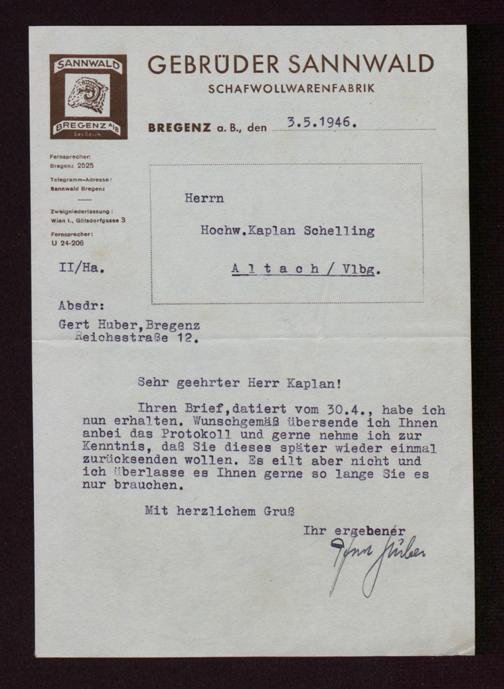 SANNWALD
BREGENZ a/B
GEBRÜDER SANNWALD
SCHAFWOLLWARENFABRIK
BREGENZ a. B., den 3.5.1946.
Fernsprecher:
Bregenz 2525
Telegramm-Adresse:
Sannwald Bregenz
Zweigniederlassung:
Wien I., Gölsdorfgasse 3
Fernsprecher:
U 24-206
II/Ha.
Herrn
Hochw.Kaplan Schelling
Altach/Vlbg.
Absdr:
Gert Huber,Bregenz
Reichsstraße 12.
Sehr geehrter Herr Kaplan!
Ihren Brief,datiert vom 30.4., habe ich
nun erhalten. Wunschgemäß übersende ich Ihnen
anbei das Protokoll und gerne nehme ich zur
Kenntnis, daß Sie dieses später wieder einmal
zurücksenden wollen. Es eilt aber nicht und
ich überlasse es Ihnen gerne so lange Sie es
nur brauchen.
Mit herzlichem Gruß
Ihr ergebener
Huber